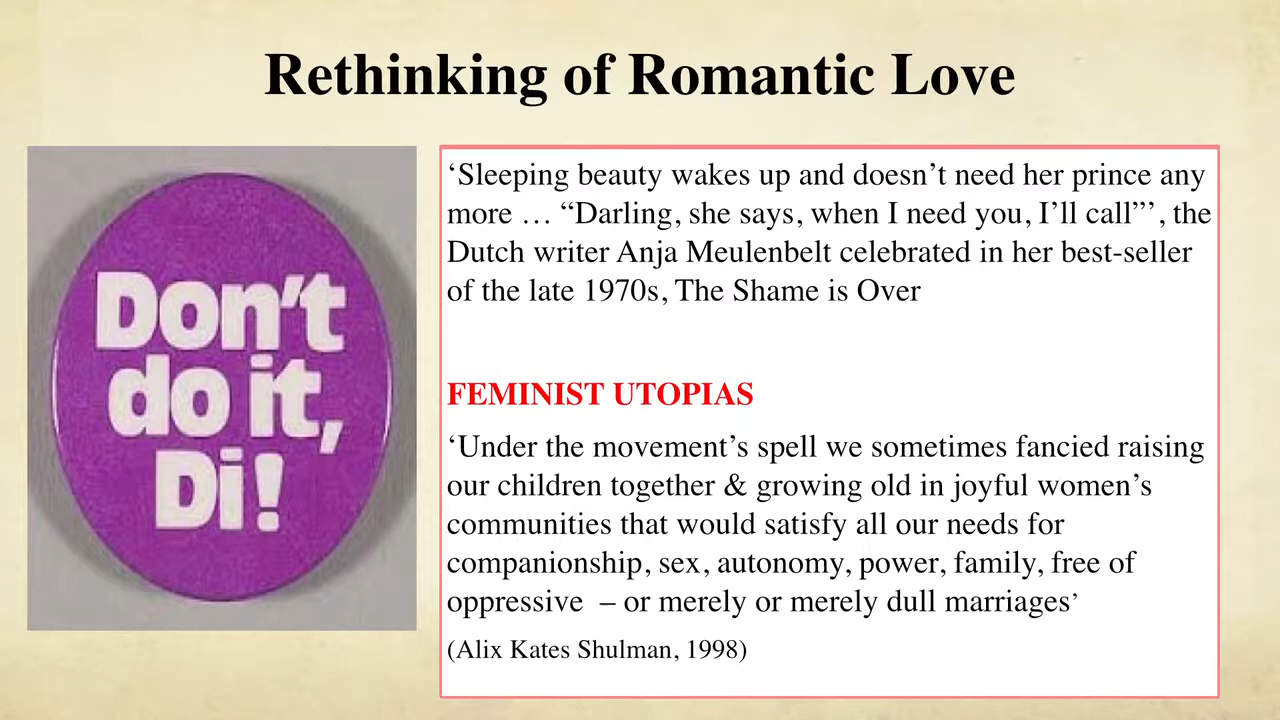 Rethinking of Romantic Love
Don't
do it,
Di!
‘Sleeping beauty wakes up and doesn’t need her prince any
more … “Darling, she says, when I need you, I’ll call”’, the
Dutch writer Anja Meulenbelt celebrated in her best-seller
of the late 1970s, The Shame is Over
FEMINIST UTOPIAS
‘Under the movement’s spell we sometimes fancied raising
our children together & growing old in joyful women’s
communities that would satisfy all our needs for
companionship, sex, autonomy, power, family, free of
oppressive – or merely or merely dull marriages’
(Alix Kates Shulman, 1998)